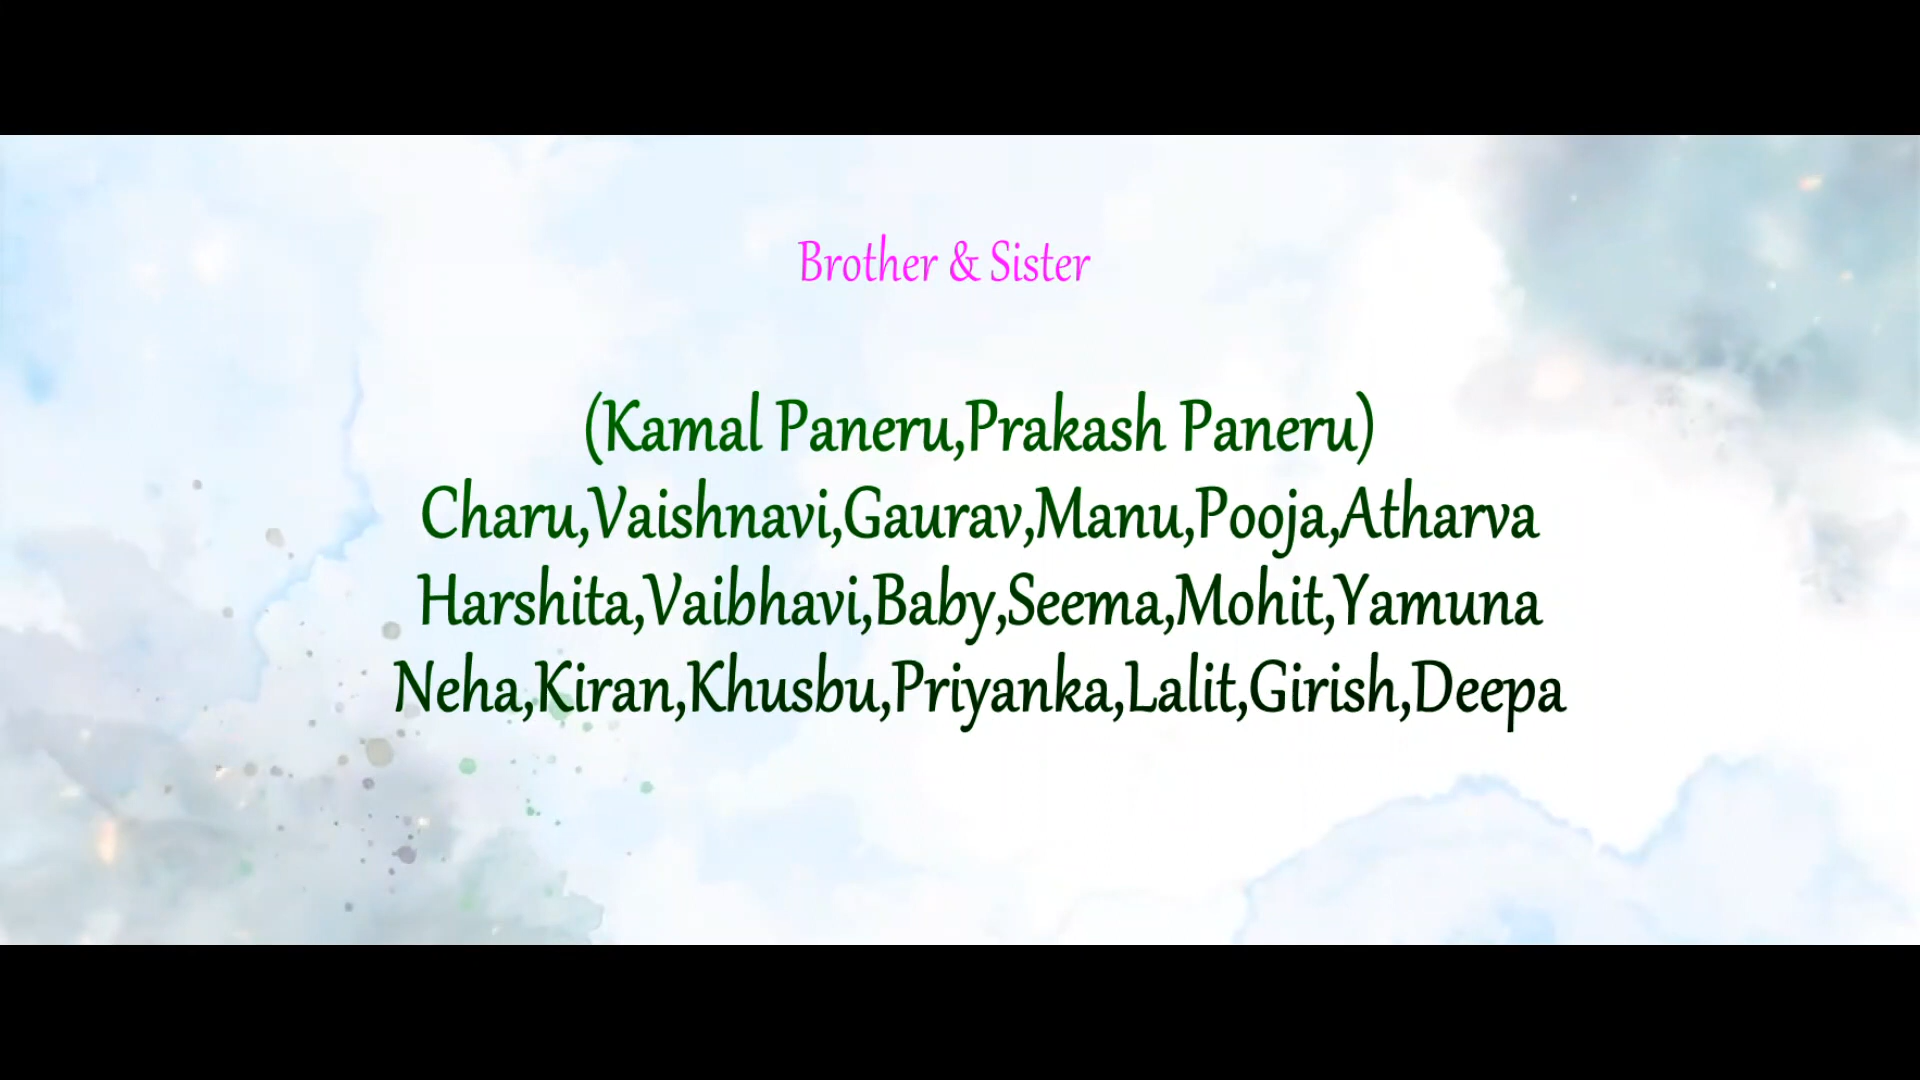 Brother & Sister
(Kamal Paneru,Prakash Paneru)
Charu,Vaishnavi,Gaurav,Manu,Pooja,Atharva
Harshita,Vaibhavi,Baby,Seema,Mohit,Yamuna
Neha,Kiran,Khusbu,Priyanka,Lalit,Girish,Deepa